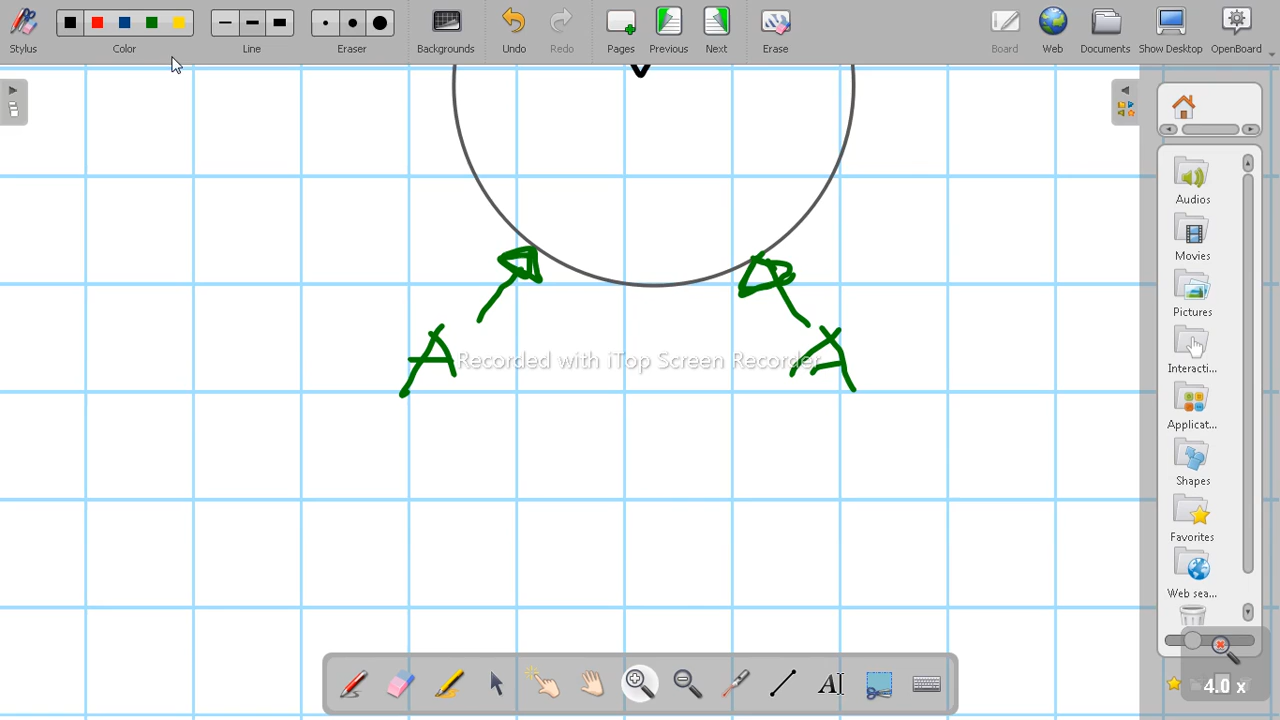 Stylus Color Line Eraser Backgrounds Undo Redo Pages Previous Next Erase Board Web Documents Show Desktop OpenBoard
Audios
Movies
Pictures
A A
Recorded with iTop Screen Recorder
Interacti...
Applicat...
Shapes
Favorites
Web sea...
4.0 x